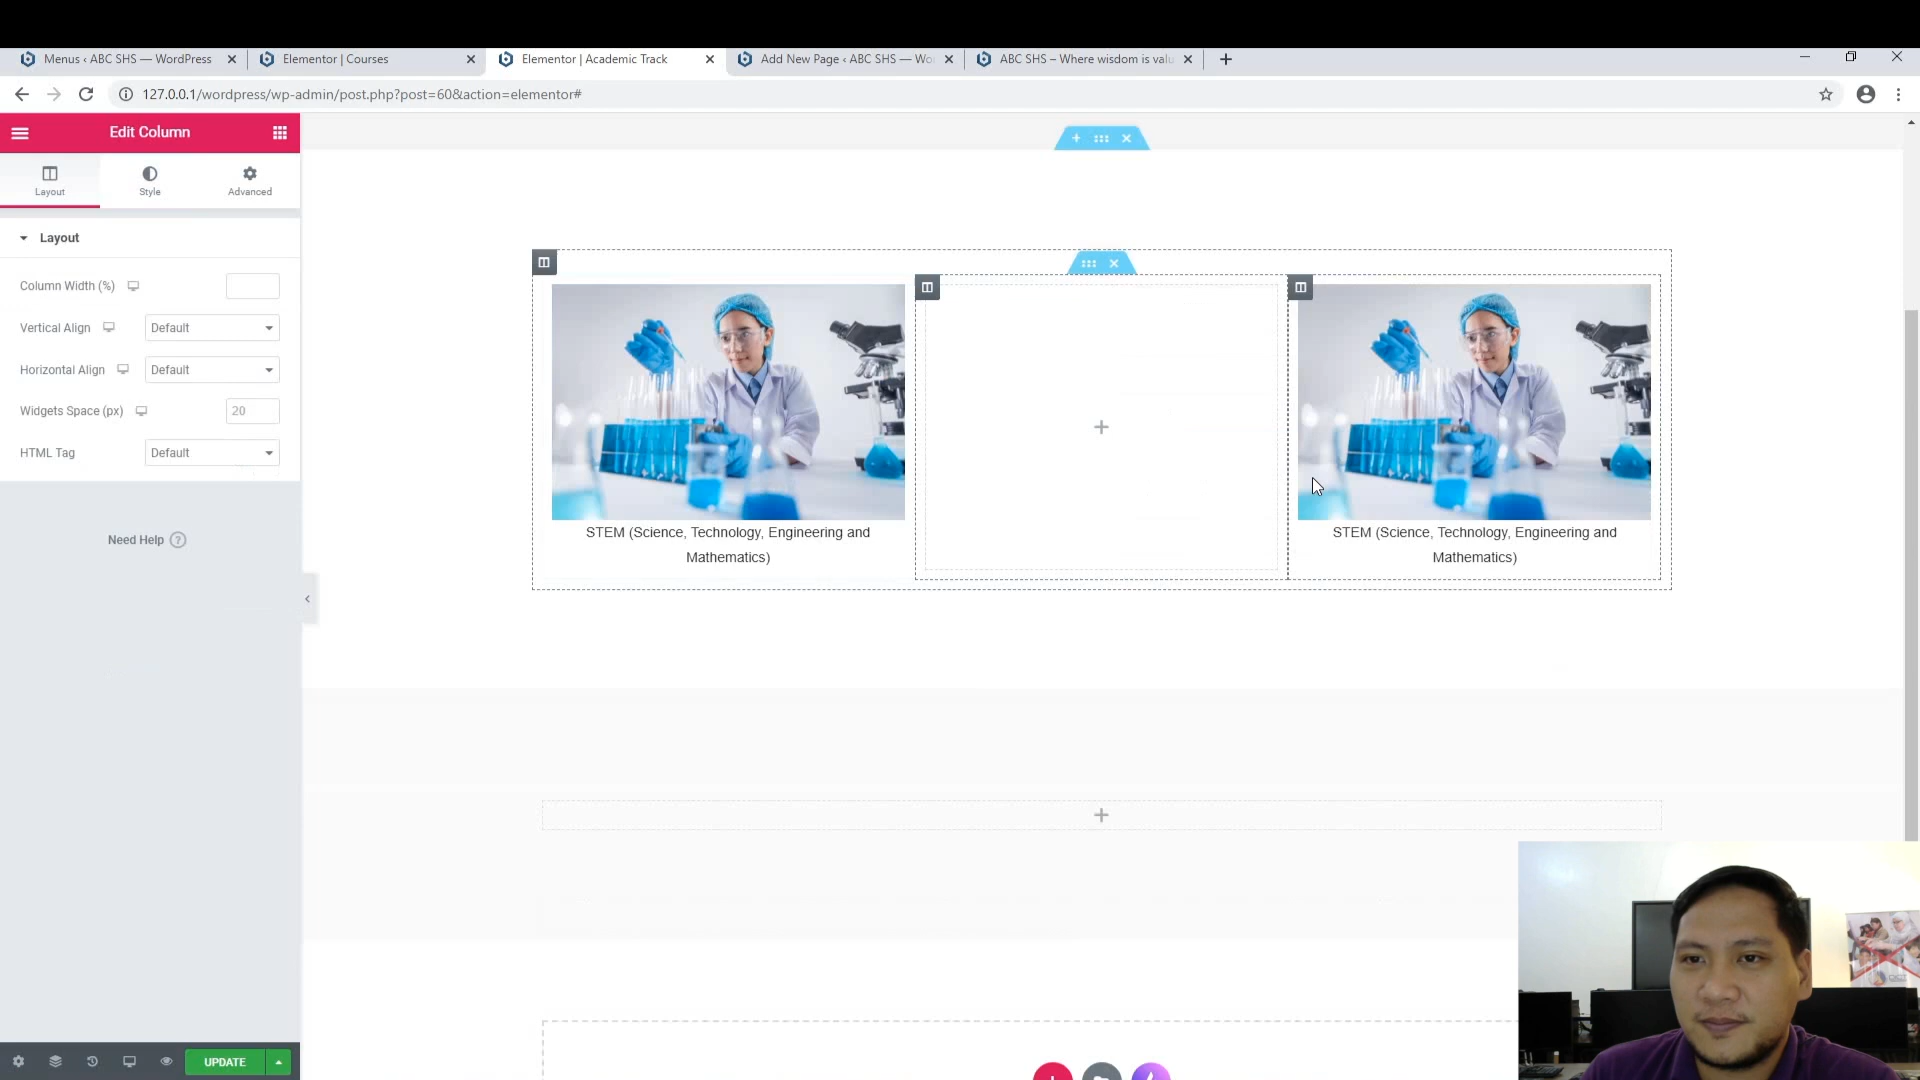 Menus ‹ ABC SHS — WordPress
Elementor | Courses
Elementor | Academic Track
Add New Page ‹ ABC SHS — Wo
ABC SHS – Where wisdom is valu
127.0.0.1/wordpress/wp-admin/post.php?post=60&action=elementor#
Edit Column
Layout
Style
Advanced
Layout
Column Width (%)
Vertical Align
Default
Horizontal Align
Default
Widgets Space (px)
20
HTML Tag
Default
Need Help
UPDATE
STEM (Science, Technology, Engineering and
Mathematics)
STEM (Science, Technology, Engineering and
Mathematics)